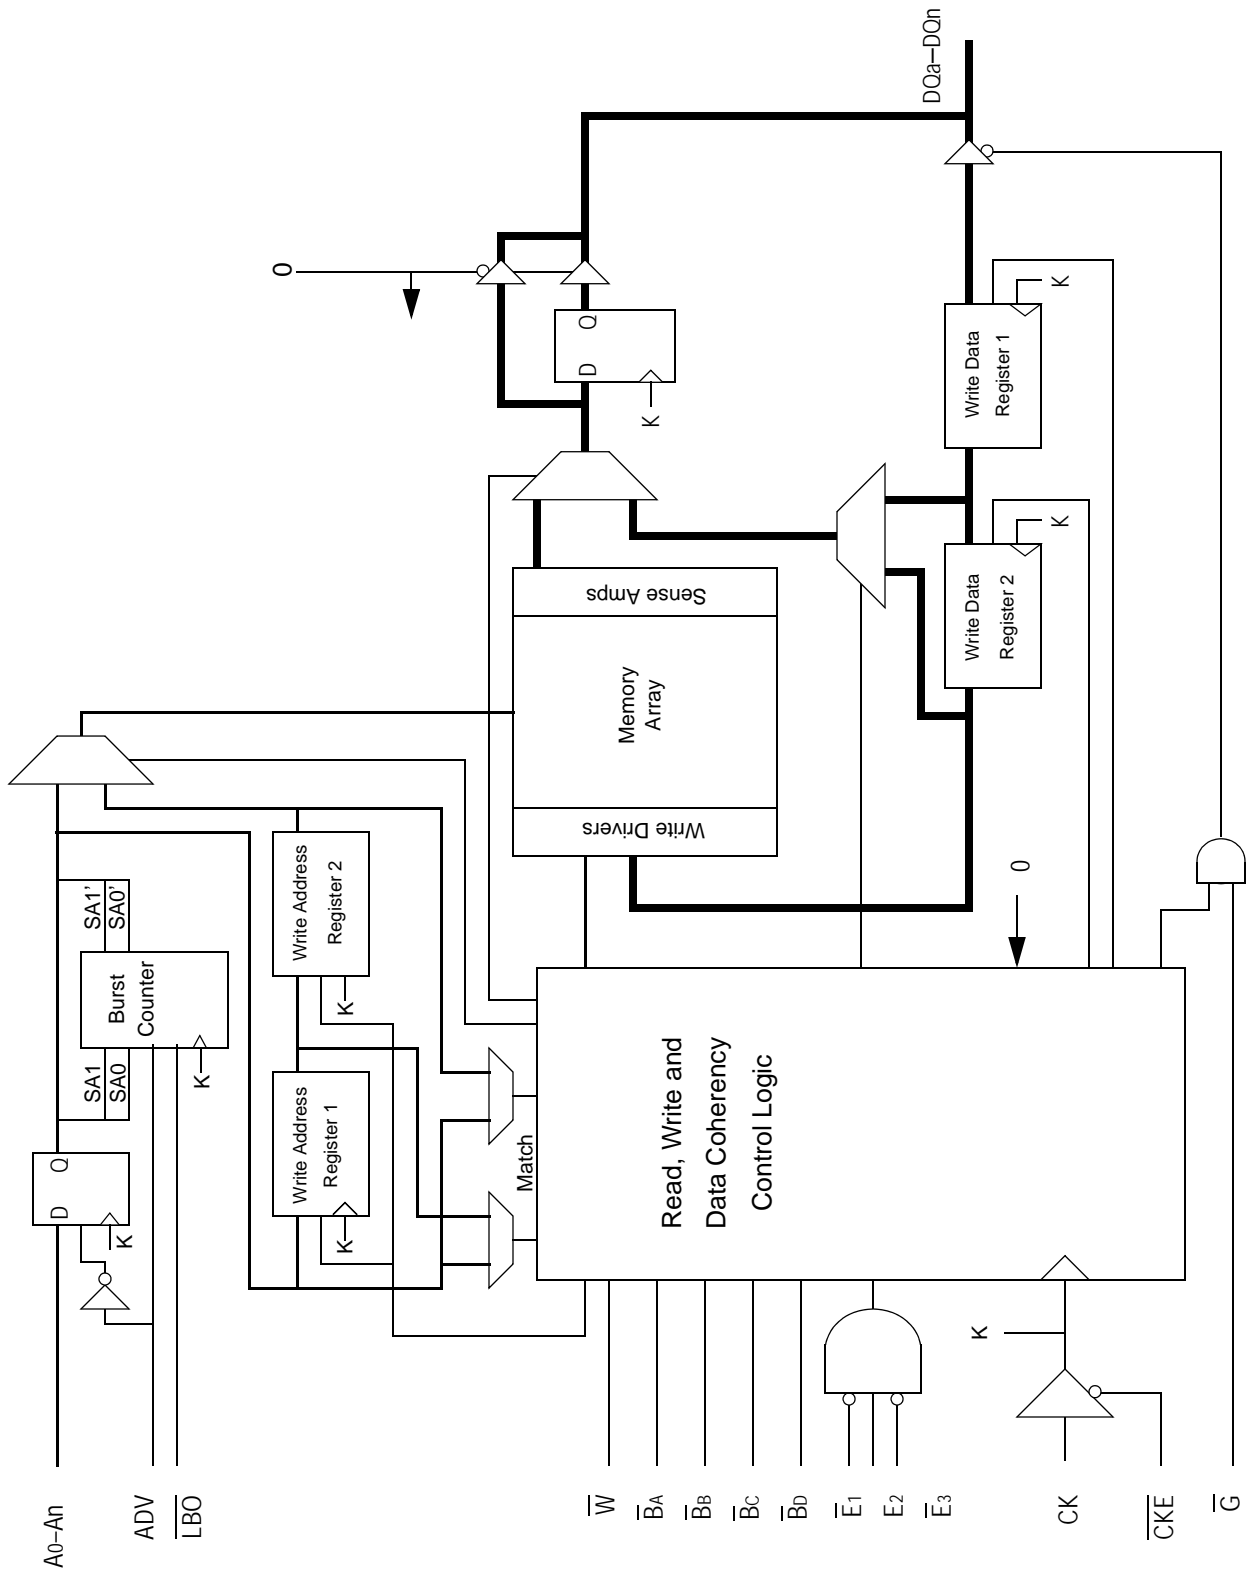 A0–An
ADV
LBO
W
BA
BB
BC
BD
E1
E2
E3
CK
CKE
G
D
Q
K
SA1
SA0
Burst
Counter
K
SA1’
SA0’
Write Address
Register 1
K
Write Address
Register 2
K
Match
Read, Write and
Data Coherency
Control Logic
K
0
Write Drivers
Memory
Array
Sense Amps
Write Data
Register 2
K
Write Data
Register 1
K
D
Q
K
0
DQa–DQn